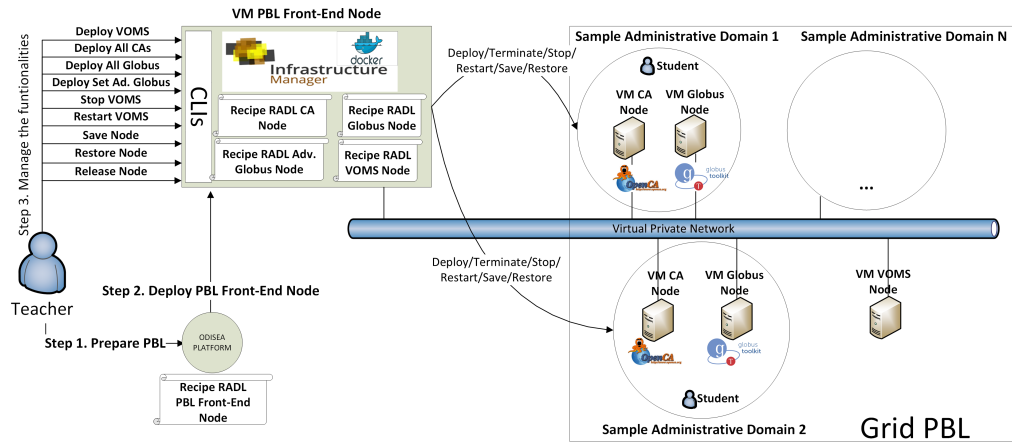 VM PBL Front-End Node
Step 3. Manage the funtionalities
Deploy VOMS
Deploy All CAs
Deploy All Globus
Deploy Set Ad. Globus
Stop VOMS
Restart VOMS
Save Node
Restore Node
Release Node
CLIs
Infrastructure
Manager
docker
Recipe RADL CA
Node
Recipe RADL
Globus Node
Recipe RADL Adv.
Globus Node
Recipe RADL
VOMS Node
Teacher
Step 1. Prepare PBL
Step 2. Deploy PBL Front-End Node
ODISEA
PLATFORM
Recipe RADL
PBL Front-End
Node
Deploy/Terminate/Stop/
Restart/Save/Restore
Sample Administrative Domain 1
Student
VM CA
Node
VM Globus
Node
OpenCA
g
globus
toolkit
T
Sample Administrative Domain N
...
Virtual Private Network
Deploy/Terminate/Stop/
Restart/Save/Restore
VM CA
Node
VM Globus
Node
OpenCA
g
globus
toolkit
T
Student
Sample Administrative Domain 2
VM VOMS
Node
Grid PBL